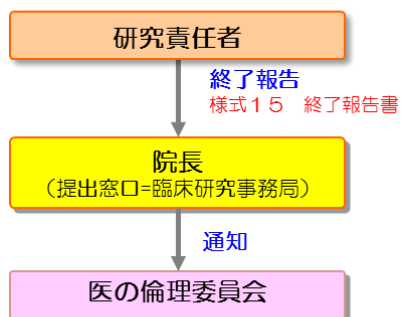 研究責任者
終了報告
様式１５　終了報告書
院長
（提出窓口=臨床研究事務局）
通知
医の倫理委員会